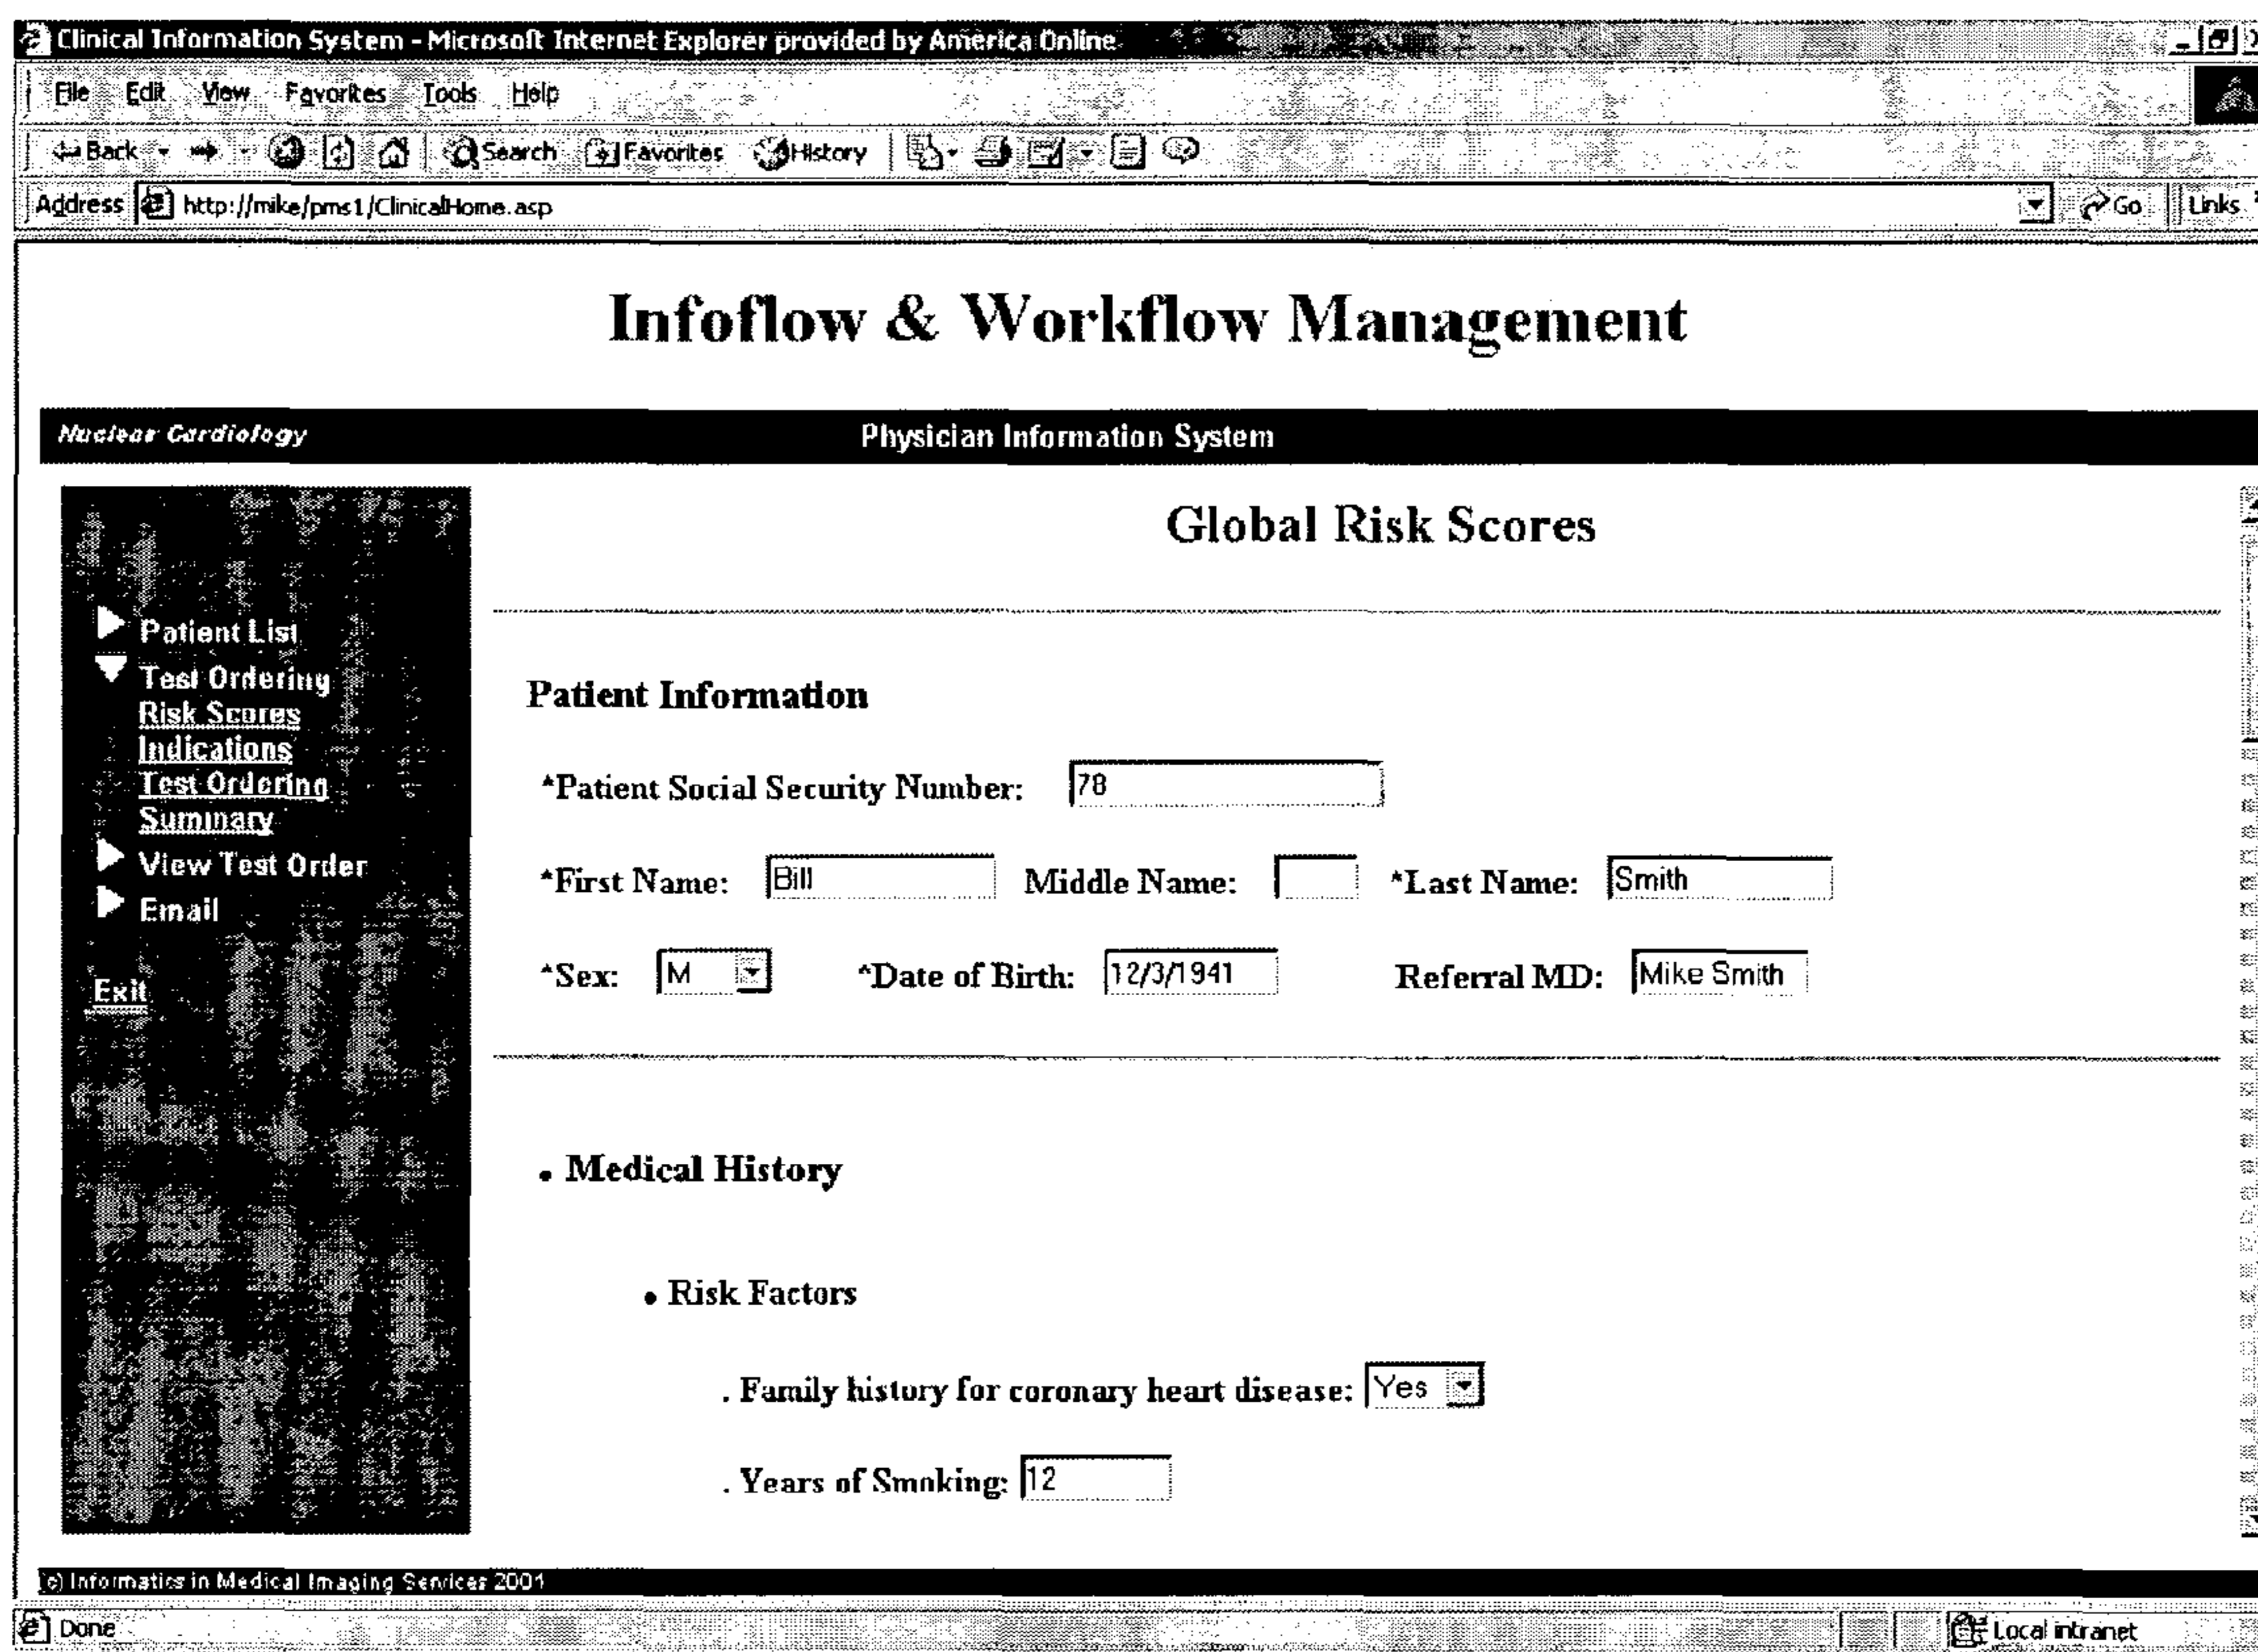 Clinical Information System - Microsoft Internet Explorer provided by America Online
File Edit View Favorites Tools Help
Back Search Favorites History
Address http://mike/pms1/ClinicalHome.asp Go Links
Infoflow & Workflow Management
Nuclear Cardiology Physician Information System
Global Risk Scores
Patient List
Test Ordering
Risk Scores
Indications
Test Ordering
Summary
View Test Order
Email
Exit
Patient Information
*Patient Social Security Number: 78
*First Name: Bill Middle Name: *Last Name: Smith
*Sex: M *Date of Birth: 12/3/1941 Referral MD: Mike Smith
• Medical History
• Risk Factors
. Family history for coronary heart disease: Yes
. Years of Smoking: 12
(c) Informatics in Medical Imaging Services 2001
Done Local intranet